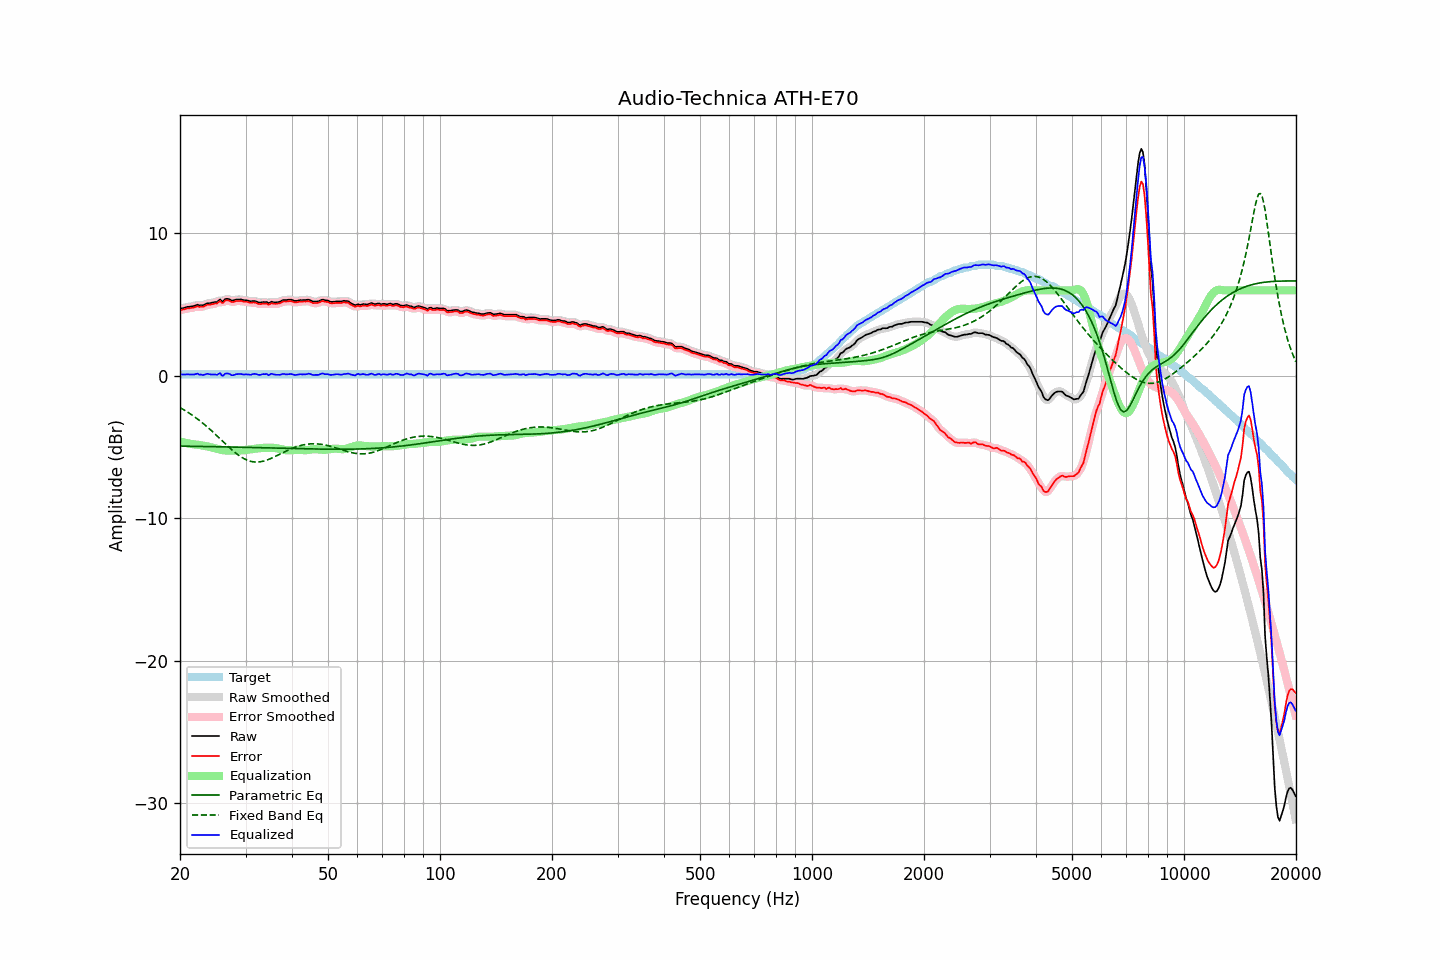 Audio-Technica ATH-E70
Amplitude (dBr)
10
0
−10
−20
−30
Target
Raw Smoothed
Error Smoothed
Raw
Error
Equalization
Parametric Eq
Fixed Band Eq
Equalized
20 50 100 200 500 1000 2000 5000 10000 20000
Frequency (Hz)